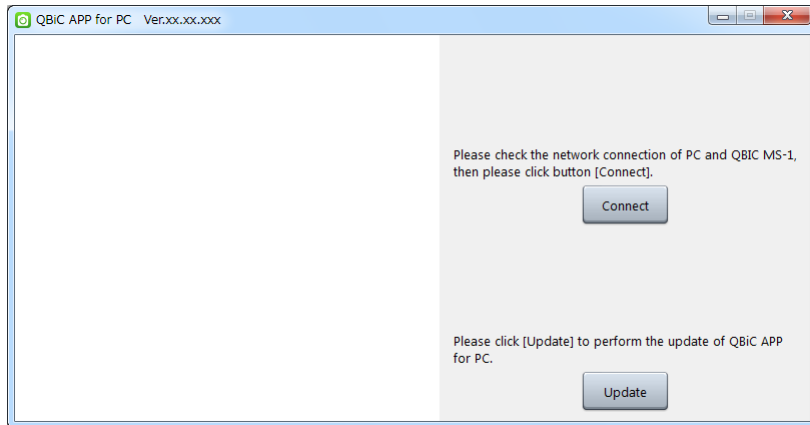 QBiC APP for PC Ver.xx.xx.xxx
Please check the network connection of PC and QBIC MS-1,
then please click button [Connect].
Connect
Please click [Update] to perform the update of QBiC APP
for PC.
Update